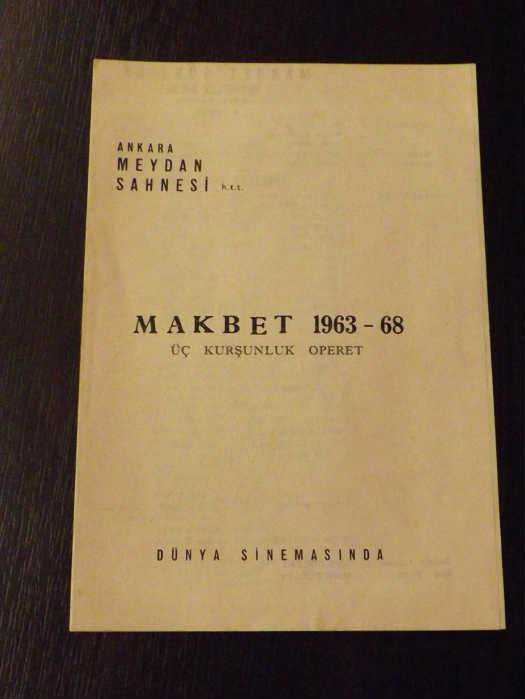 ANKARA
MEYDAN
SAHNESİ h.t.t.
MAKBET 1963 - 68
ÜÇ KURŞUNLUK OPERET
DÜNYA SİNEMASINDA